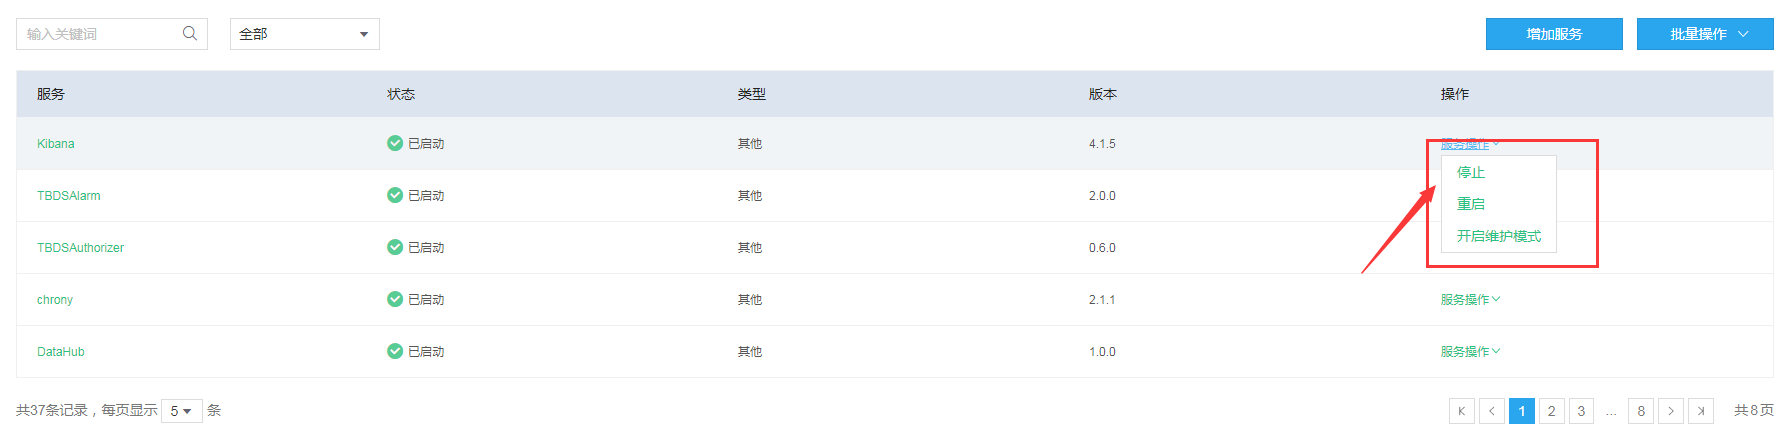 输入关键词 全部 增加服务 批量操作
服务 状态 类型 版本 操作
Kibana 已启动 其他 4.1.5 服务操作
停止
TBDSAlarm 已启动 其他 2.0.0
重启
开启维护模式
TBDSAuthorizer 已启动 其他 0.6.0
chrony 已启动 其他 2.1.1 服务操作
DataHub 已启动 其他 1.0.0 服务操作
共37条记录，每页显示 5 条 1 2 3 ... 8 共8页